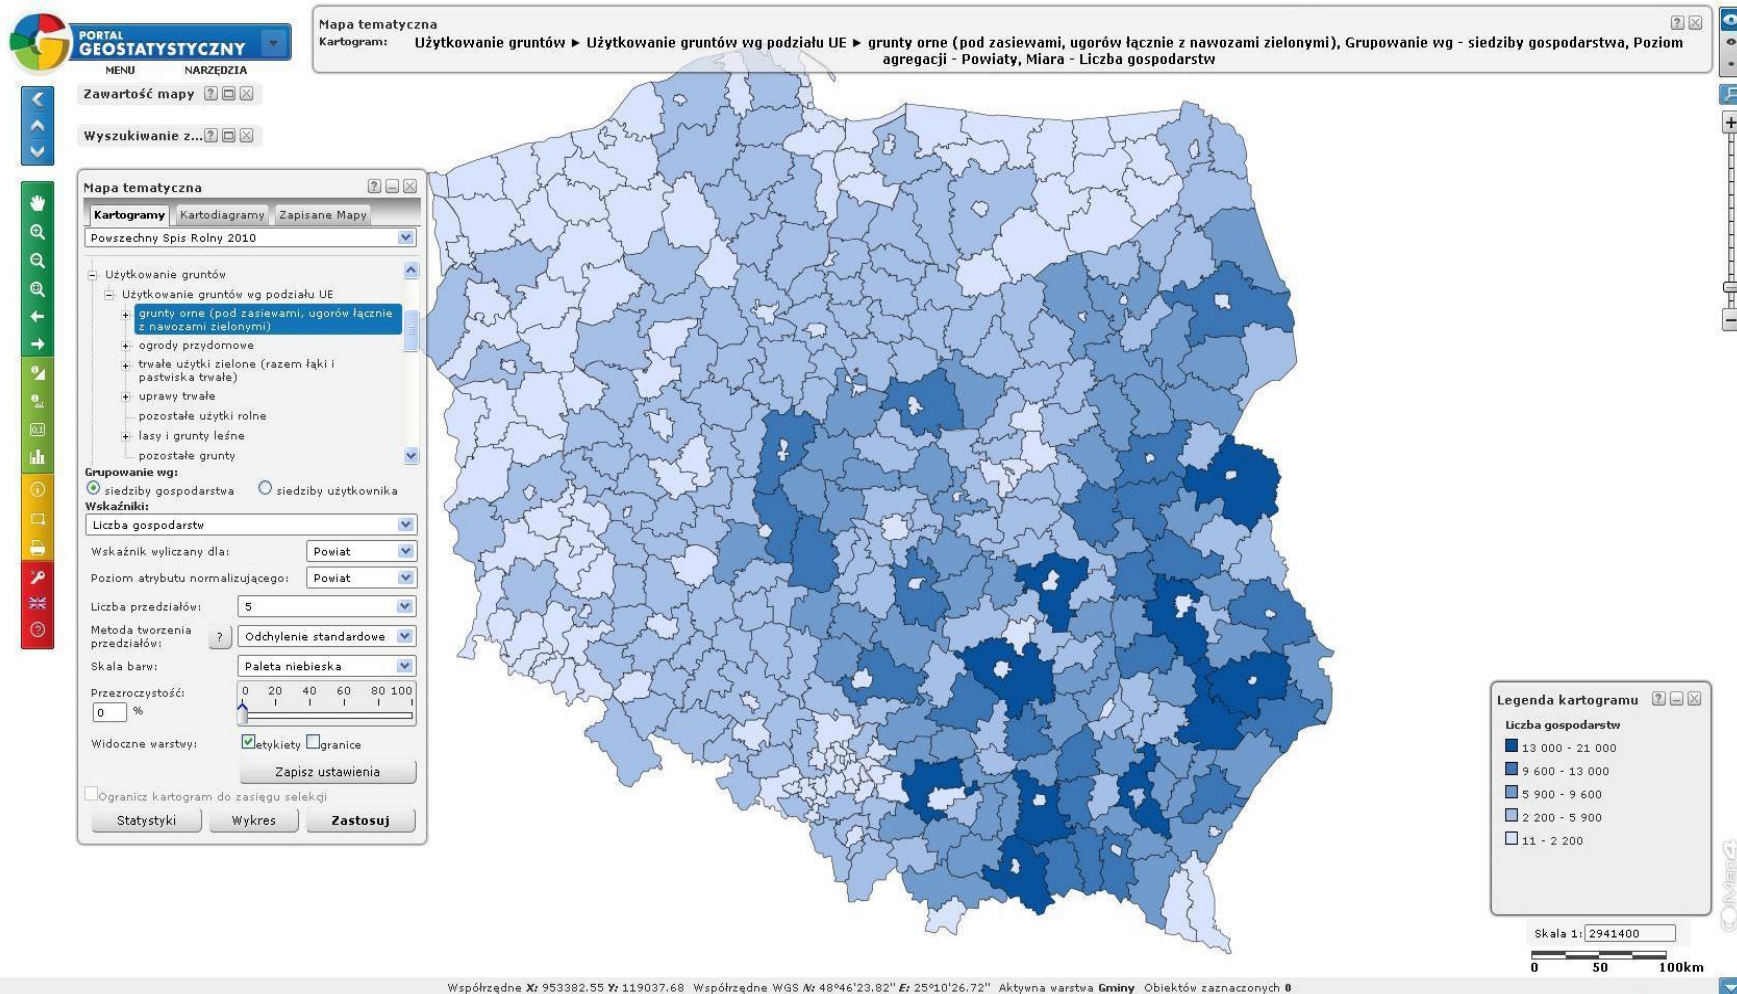 PORTAL
GEOSTATYSTYCZNY
MENU NARZĘDZIA
Mapa tematyczna
Kartogram: Użytkowanie gruntów ► Użytkowanie gruntów wg podziału UE ► grunty orne (pod zasiewami, ugorów łącznie z nawozami zielonymi), Grupowanie wg - siedziby gospodarstwa, Poziom
agregacji - Powiaty, Miara - Liczba gospodarstw
Zawartość mapy
Wyszukiwanie z...
Mapa tematyczna
Kartogramy Kartodiagramy Zapisane Mapy
Powszechny Spis Rolny 2010
Użytkowanie gruntów
Użytkowanie gruntów wg podziału UE
grunty orne (pod zasiewami, ugorów łącznie
z nawozami zielonymi)
ogrody przydomowe
trwałe użytki zielone (razem łąki i
pastwiska trwałe)
uprawy trwałe
pozostałe użytki rolne
lasy i grunty leśne
pozostałe grunty
Grupowanie wg:
siedziby gospodarstwa siedziby użytkownika
Wskaźniki:
Liczba gospodarstw
Wskaźnik wyliczany dla: Powiat
Poziom atrybutu normalizującego: Powiat
Liczba przedziałów: 5
Metoda tworzenia
przedziałów: ? Odchylenie standardowe
Skala barw: Paleta niebieska
Przezroczystość: 0 20 40 60 80 100
0 %
Widoczne warstwy: etykiety granice
Zapisz ustawienia
Ogranicz kartogram do zasięgu selekcji
Statystyki Wykres Zastosuj
Legenda kartogramu
Liczba gospodarstw
13 000 - 21 000
9 600 - 13 000
5 900 - 9 600
2 200 - 5 900
11 - 2 200
Skala 1: 2941400
0 50 100km
Współrzędne X: 953382.55 Y: 119037.68 Współrzędne WGS N: 48°46'23.82" E: 25°10'26.72" Aktywna warstwa Gminy Obiektów zaznaczonych 0